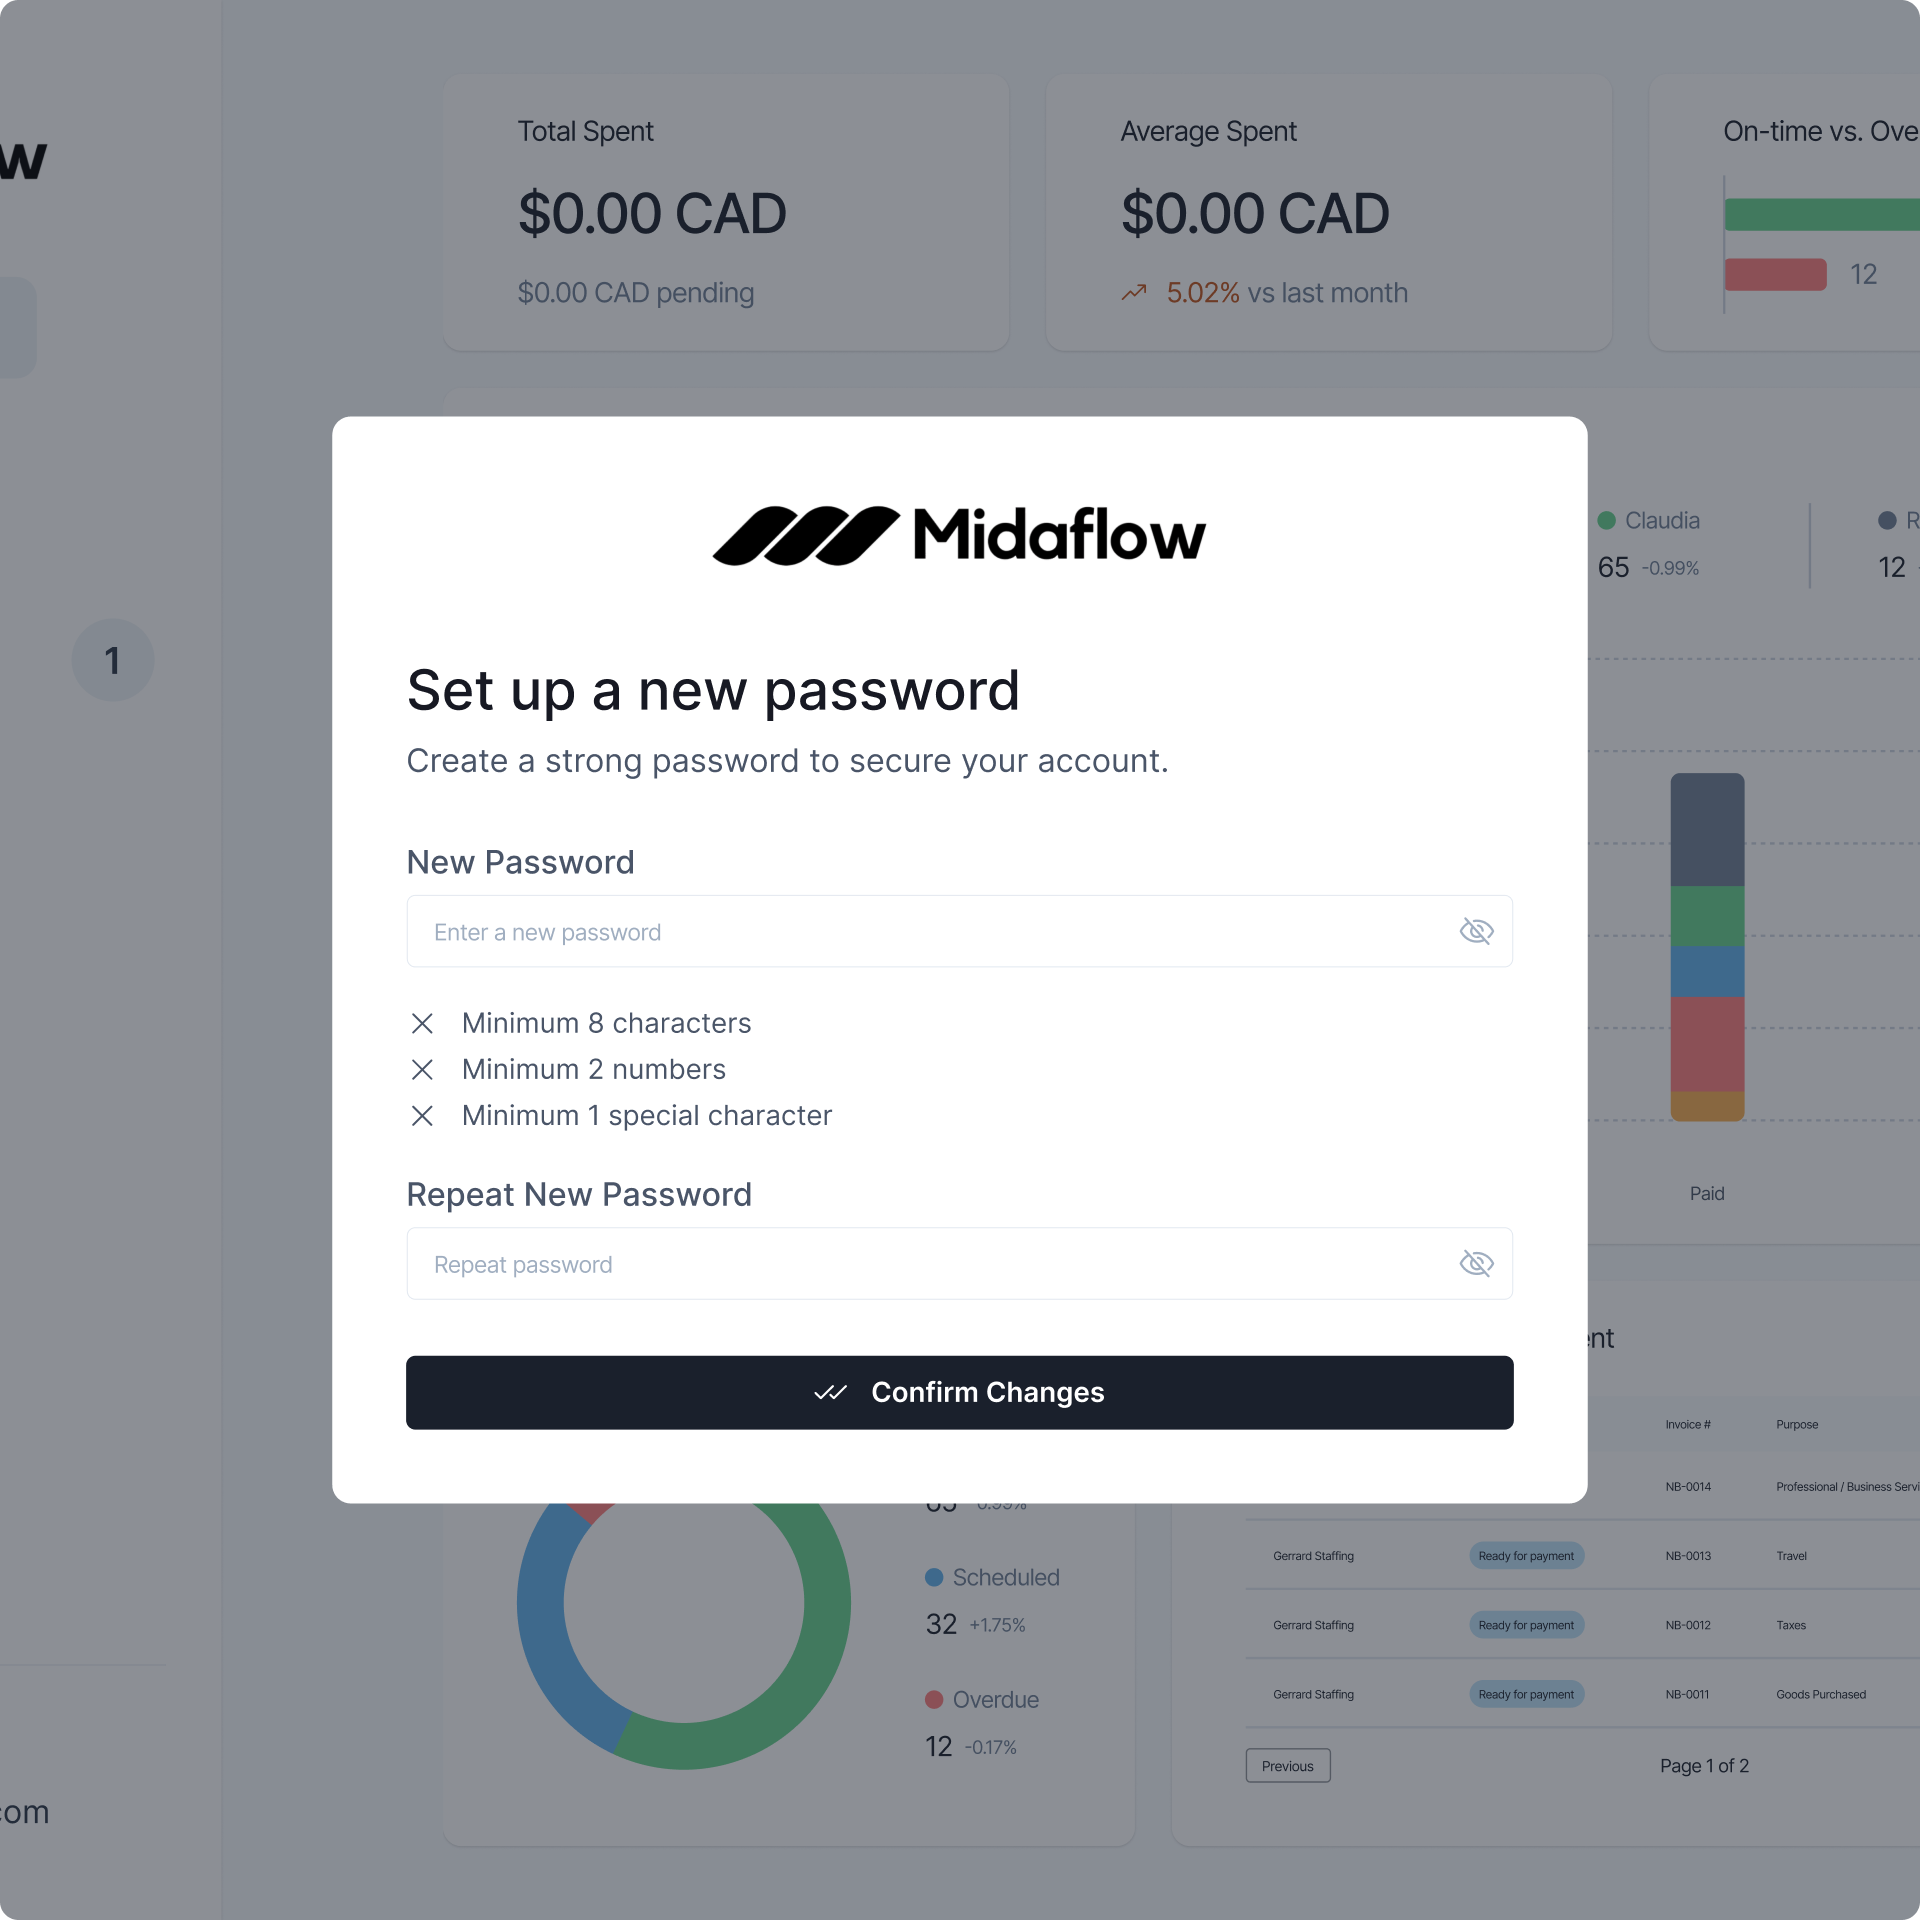 w
Total Spent
$0.00 CAD
$0.00 CAD pending
Average Spent
$0.00 CAD
5.02% vs last month
On-time vs. Ove
12
1
Claudia
65 -0.99%
R
12
Midaflow
Set up a new password
Create a strong password to secure your account.
New Password
Enter a new password
Minimum 8 characters
Minimum 2 numbers
Minimum 1 special character
Repeat New Password
Repeat password
Confirm Changes
Paid
ent
Invoice # Purpose
NB-0014 Professional / Business Servi
Gerrard Staffing Ready for payment NB-0013 Travel
Gerrard Staffing Ready for payment NB-0012 Taxes
Gerrard Staffing Ready for payment NB-0011 Goods Purchased
Previous Page 1 of 2
Scheduled
32 +1.75%
Overdue
12 -0.17%
com